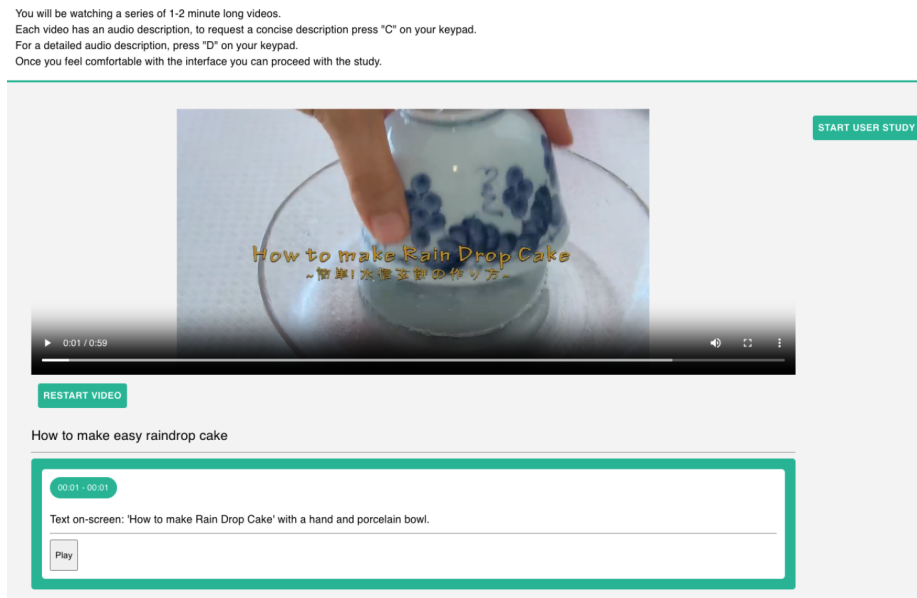 You will be watching a series of 1-2 minute long videos.
Each video has an audio description, to request a concise description press "C" on your keypad.
For a detailed audio description, press "D" on your keypad.
Once you feel comfortable with the interface you can proceed with the study.
START USER STUDY
How to make Rain Drop Cake
~簡単!水信玄餅の作り方~
0:01 / 0:59
RESTART VIDEO
How to make easy raindrop cake
00:01 - 00:01
Text on-screen: 'How to make Rain Drop Cake' with a hand and porcelain bowl.
Play